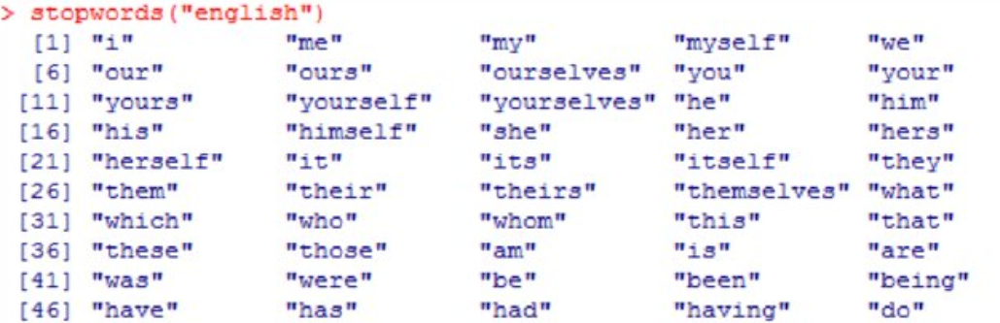 > stopwords("english")
[1] "i" "me" "my" "myself" "we"
[6] "our" "ours" "ourselves" "you" "your"
[11] "yours" "yourself" "yourselves" "he" "him"
[16] "his" "himself" "she" "her" "hers"
[21] "herself" "it" "its" "itself" "they"
[26] "them" "their" "theirs" "themselves" "what"
[31] "which" "who" "whom" "this" "that"
[36] "these" "those" "am" "is" "are"
[41] "was" "were" "be" "been" "being"
[46] "have" "has" "had" "having" "do"